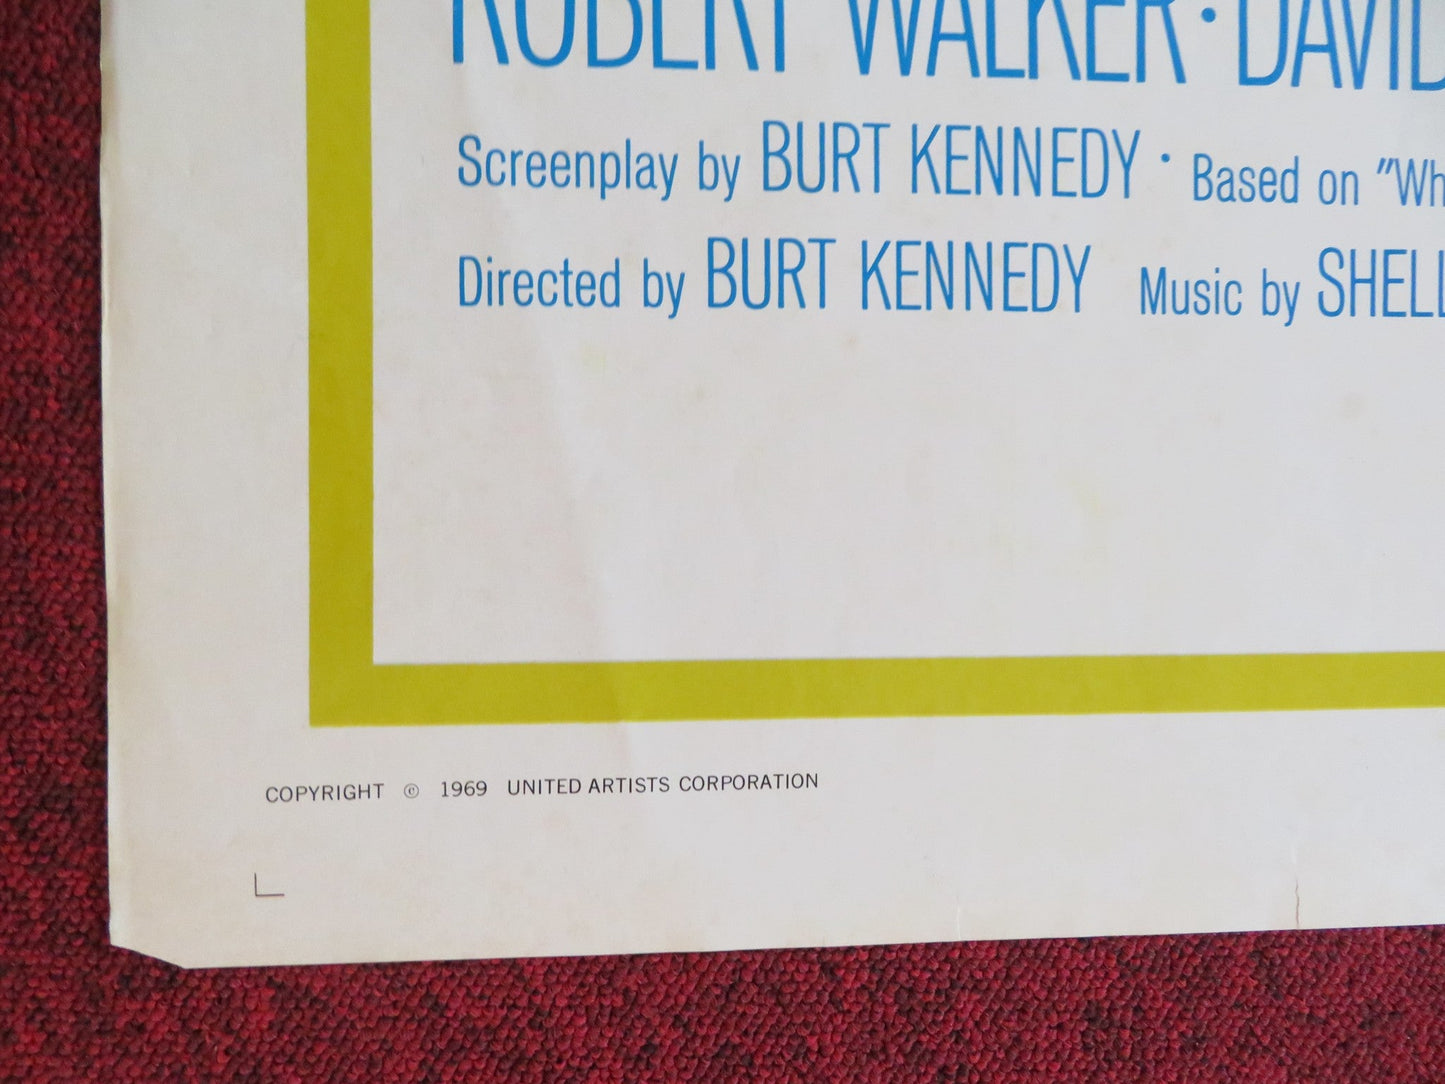 ROBERT WALKER · DAVID
Screenplay by BURT KENNEDY · Based on "Wh
Directed by BURT KENNEDY Music by SHELL
COPYRIGHT © 1969 UNITED ARTISTS CORPORATION